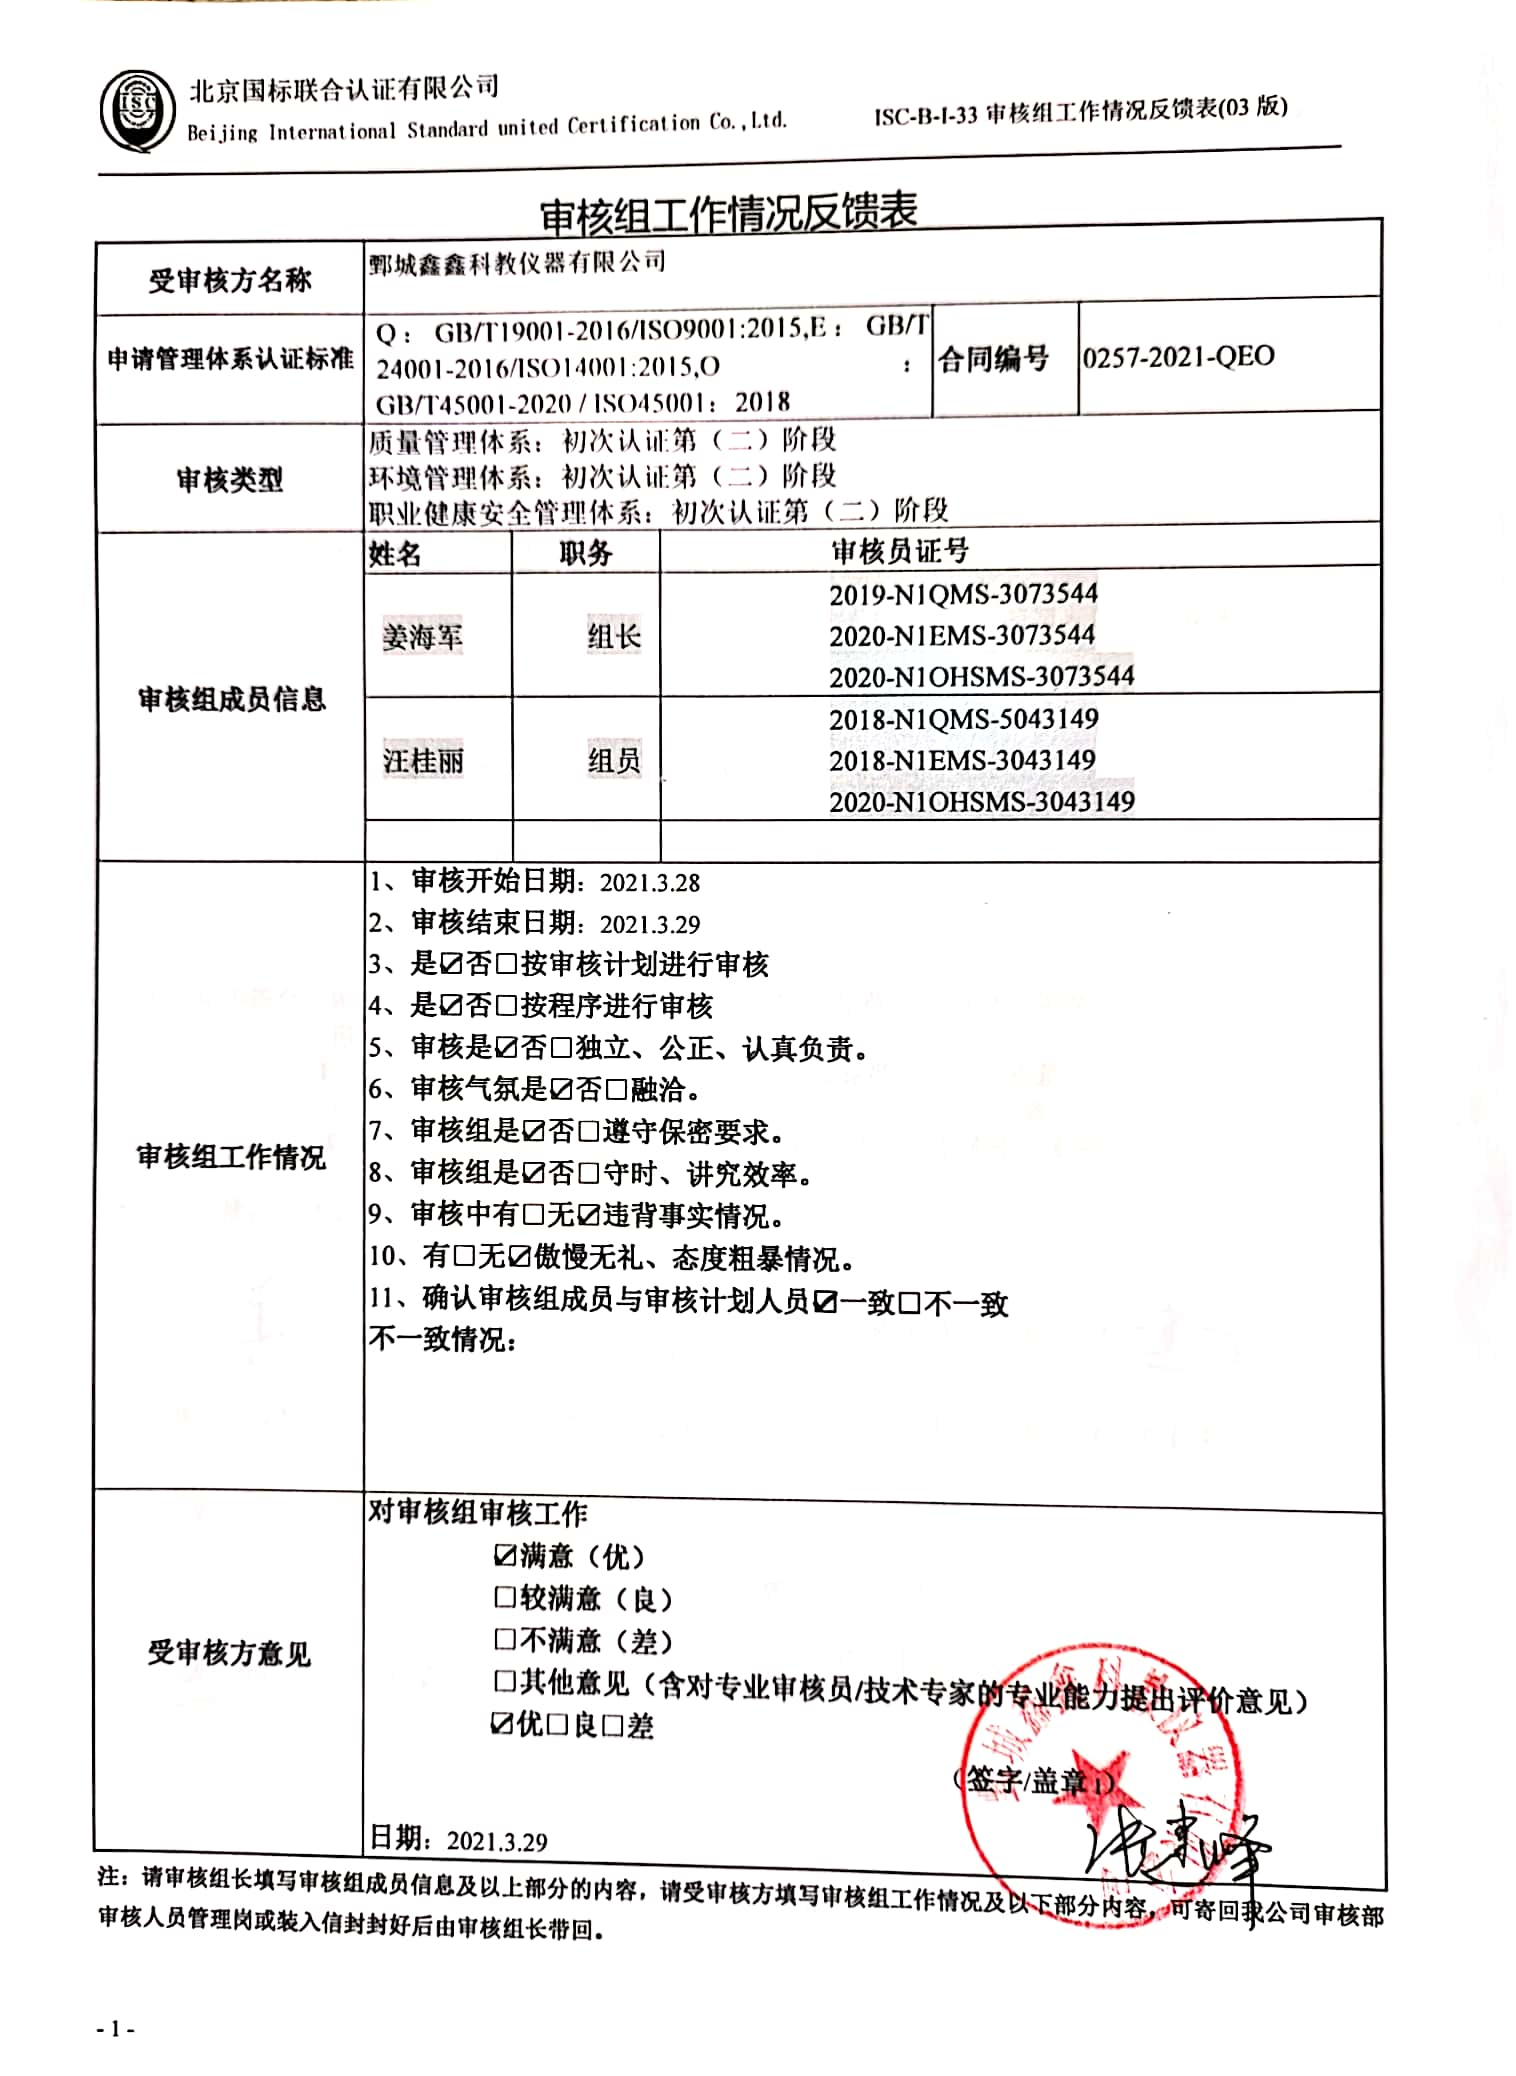 ISC
北京国标联合认证有限公司
Beijing International Standard united Certification Co.,Ltd.
ISC-B-I-33 审核组工作情况反馈表(03 版)
审核组工作情况反馈表
受审核方名称
鄄城鑫鑫科教仪器有限公司
申请管理体系认证标准
Q： GB/T19001-2016/ISO9001:2015,E： GB/T
24001-2016/ISO14001:2015,O ：
GB/T45001-2020 / ISO45001：2018
合同编号
0257-2021-QEO
审核类型
质量管理体系：初次认证第（二）阶段
环境管理体系：初次认证第（二）阶段
职业健康安全管理体系：初次认证第（二）阶段
审核组成员信息
姓名 职务 审核员证号
姜海军 组长
2019-N1QMS-3073544
2020-N1EMS-3073544
2020-N1OHSMS-3073544
汪桂丽 组员
2018-N1QMS-5043149
2018-N1EMS-3043149
2020-N1OHSMS-3043149
审核组工作情况
1、审核开始日期：2021.3.28
2、审核结束日期：2021.3.29
3、是☑否□按审核计划进行审核
4、是☑否□按程序进行审核
5、审核是☑否□独立、公正、认真负责。
6、审核气氛是☑否□融洽。
7、审核组是☑否□遵守保密要求。
8、审核组是☑否□守时、讲究效率。
9、审核中有□无☑违背事实情况。
10、有□无☑傲慢无礼、态度粗暴情况。
11、确认审核组成员与审核计划人员☑一致□不一致
不一致情况：
受审核方意见
对审核组审核工作
☑满意（优）
□较满意（良）
□不满意（差）
□其他意见（含对专业审核员/技术专家的专业能力提出评价意见）
☑优□良□差
（签字/盖章）
日期：2021.3.29
注：请审核组长填写审核组成员信息及以上部分的内容，请受审核方填写审核组工作情况及以下部分内容，可寄回我公司审核部
审核人员管理岗或装入信封封好后由审核组长带回。
- 1 -